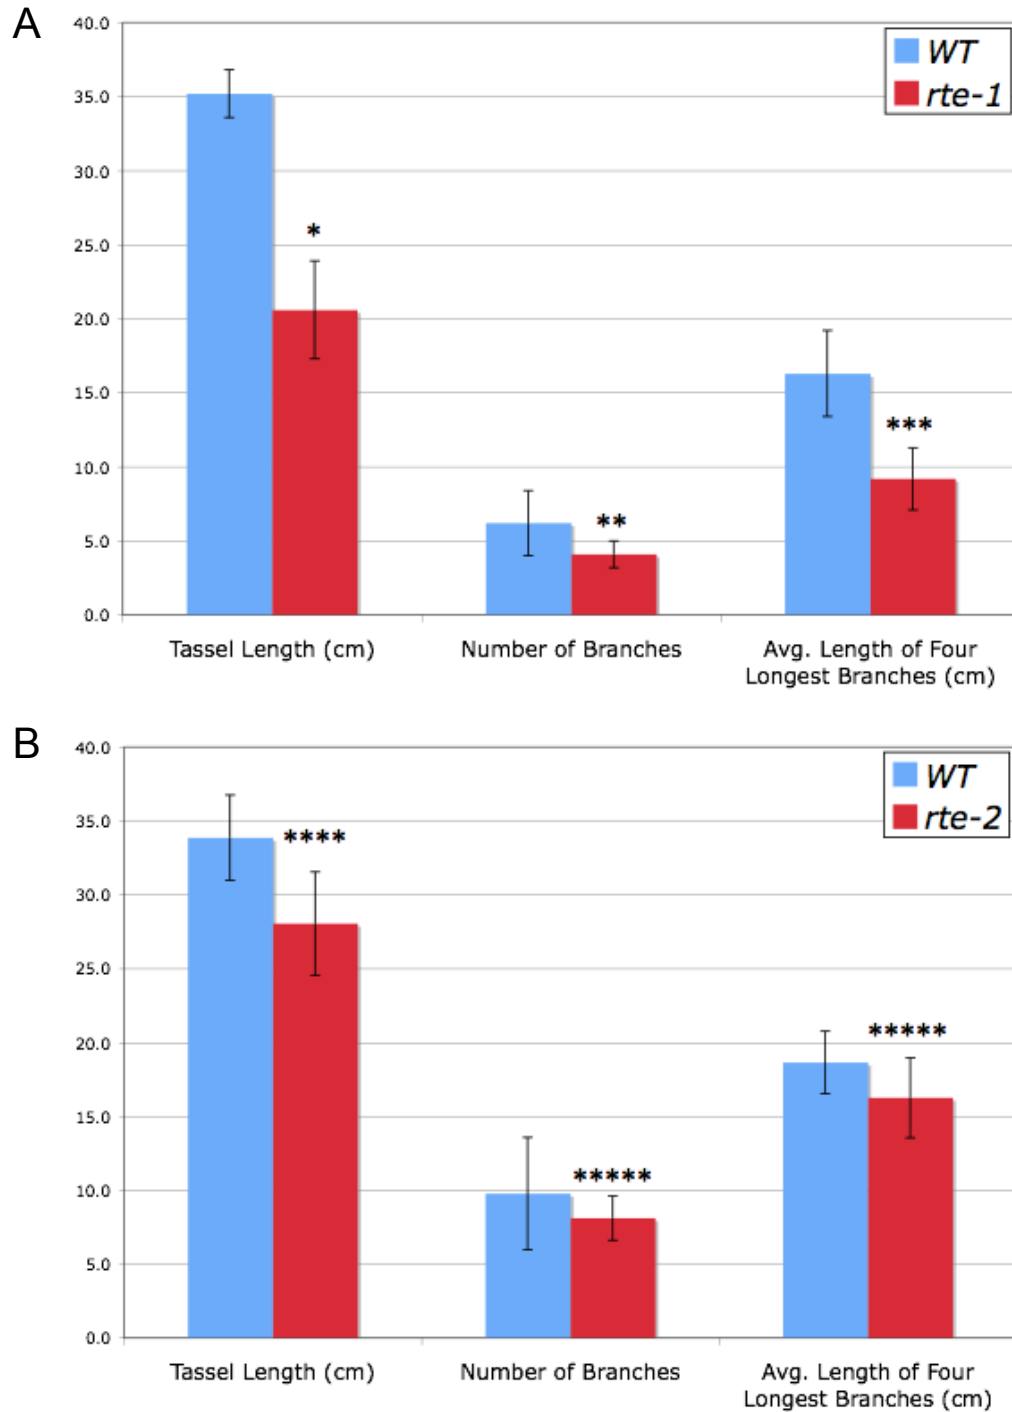 A
40.0
WT
rte-1
35.0
30.0
*
25.0
20.0
15.0
***
10.0
**
5.0
0.0
Tassel Length (cm)
Number of Branches
Avg. Length of Four
Longest Branches (cm)
B
40.0
WT
rte-2
35.0
****
30.0
25.0
20.0
*****
15.0
*****
10.0
5.0
0.0
Tassel Length (cm)
Number of Branches
Avg. Length of Four
Longest Branches (cm)